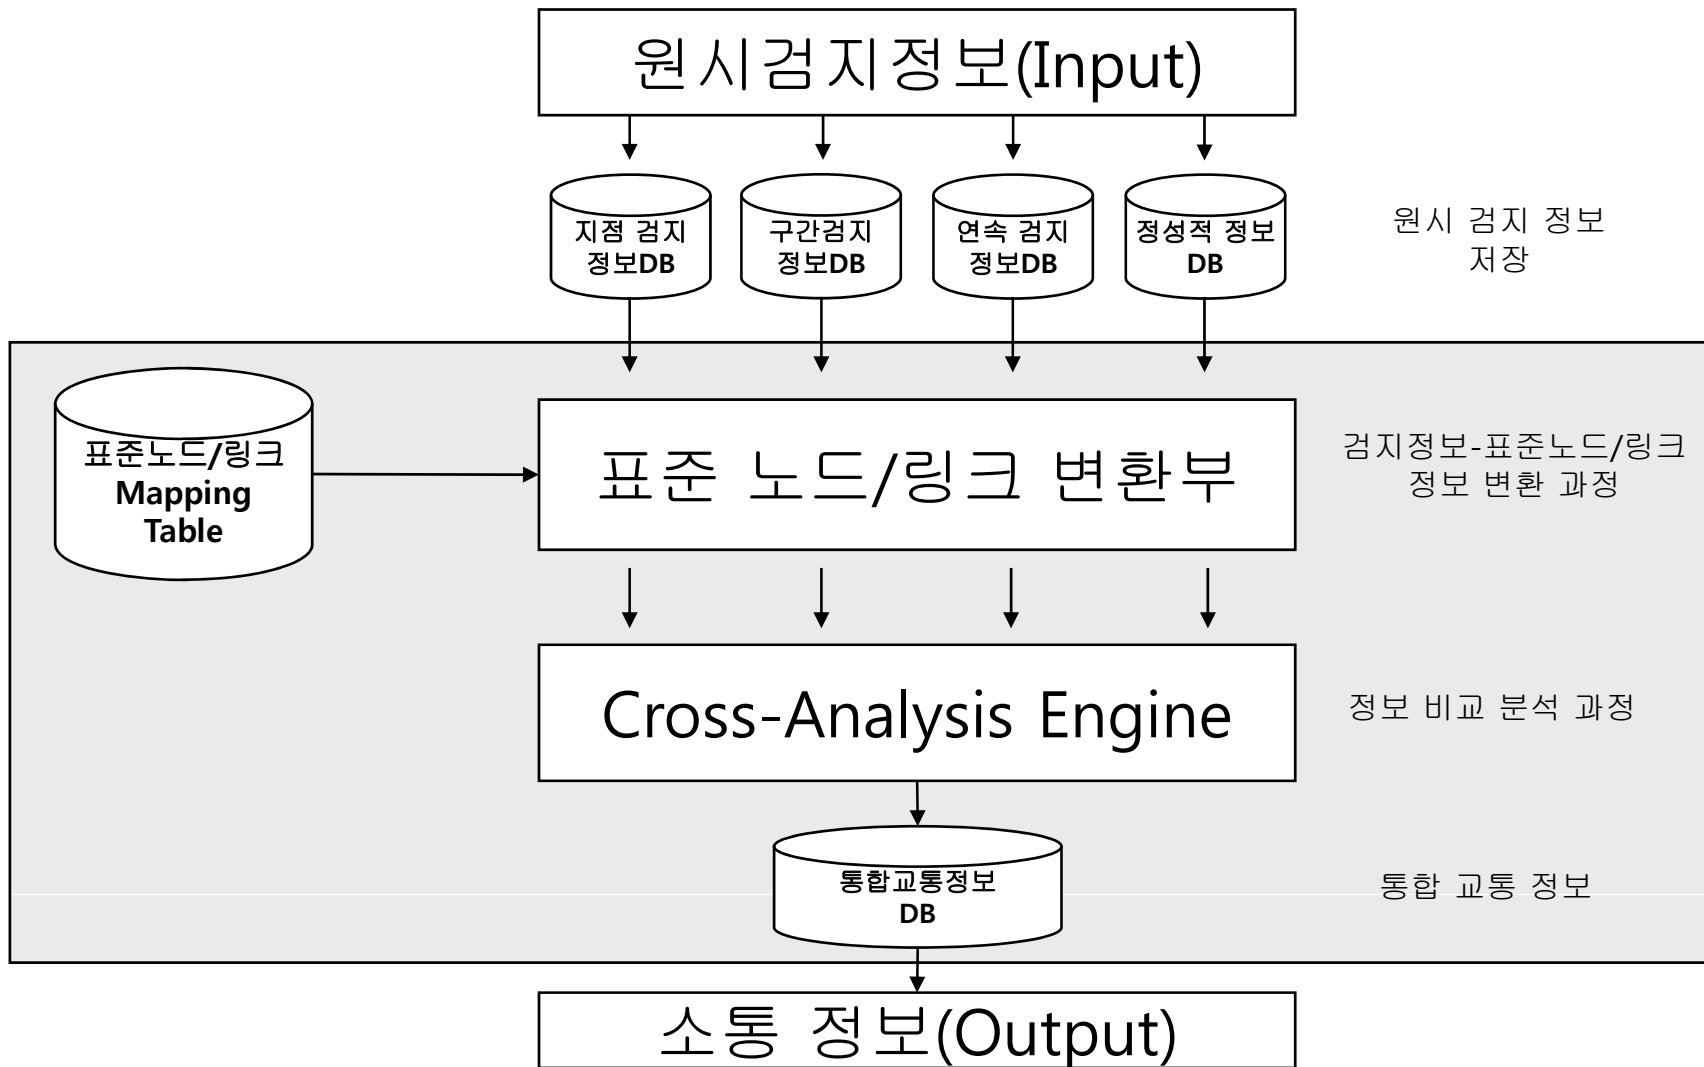 원시검지정보(Input)
지점 검지
정보DB
구간검지
정보DB
연속 검지
정보DB
정성적 정보
DB
원시 검지 정보
저장
표준노드/링크
Mapping
Table
표준 노드/링크 변환부
검지정보-표준노드/링크
정보 변환 과정
Cross-Analysis Engine
정보 비교 분석 과정
통합교통정보
DB
통합 교통 정보
소통 정보(Output)